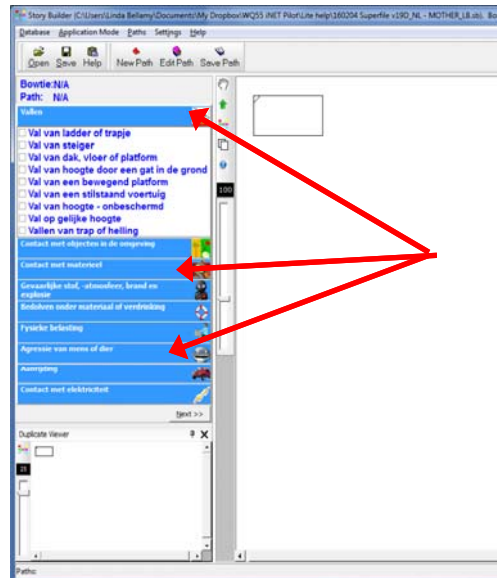 Story Builder (C:\Users\Linda Bellamy\Documents\My Dropbox\WQ55 iNET Pilot\Lite help\160204 Superfile v19D_NL - MOTHER_LB.sb). Bo
Database Application Mode Paths Settings Help
Open Save Help New Path Edit Path Save Path
Bowtie:N/A
Path: N/A
Vallen
Val van ladder of trapje
Val van steiger
Val van dak, vloer of platform
Val van hoogte door een gat in de grond
Val van een bewegend platform
Val van een stilstaand voertuig
Val van hoogte - onbeschermd
Val op gelijke hoogte
Vallen van trap of helling
100
Contact met objecten in de omgeving
Contact met materieel
Gevaarlijke stof, -atmosfeer, brand en
explosie
Bedolven onder materiaal of verdrinking
Fysieke belasting
Agressie van mens of dier
Aanrijding
Contact met elektriciteit
Next >>
Duplicate Viewer
Paths: